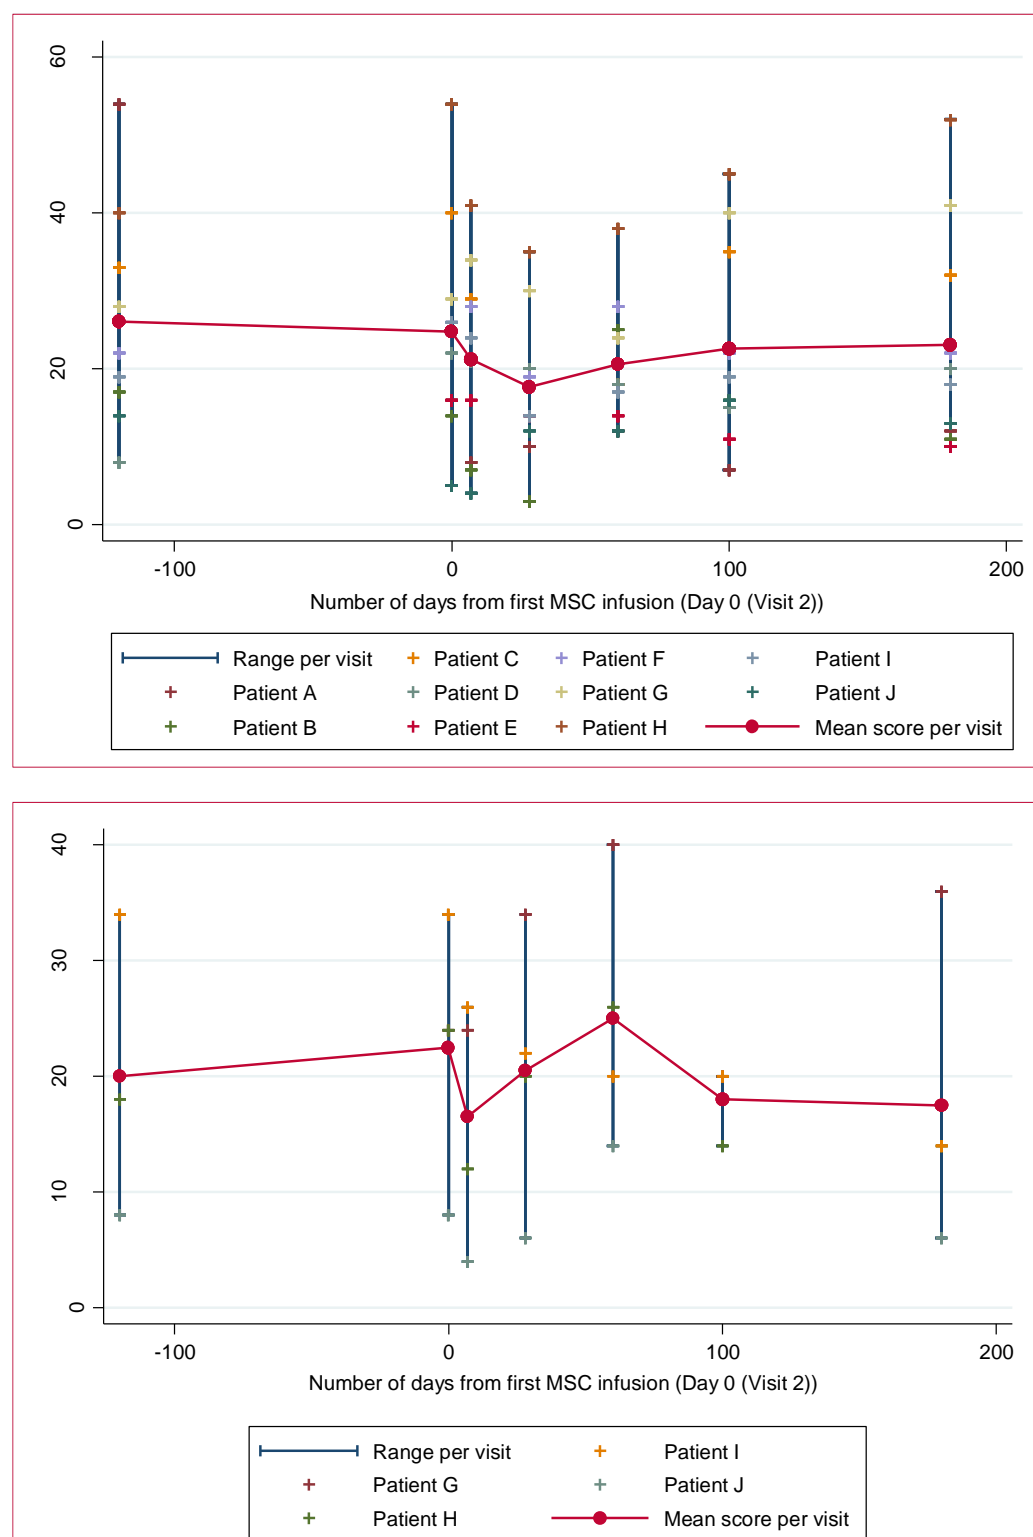 60
40
20
0
-100 0 100 200
Number of days from first MSC infusion (Day 0 (Visit 2))
Range per visit Patient C Patient F Patient I
Patient A Patient D Patient G Patient J
Patient B Patient E Patient H Mean score per visit
40
30
20
10
0
-100 0 100 200
Number of days from first MSC infusion (Day 0 (Visit 2))
Range per visit Patient I
Patient G Patient J
Patient H Mean score per visit